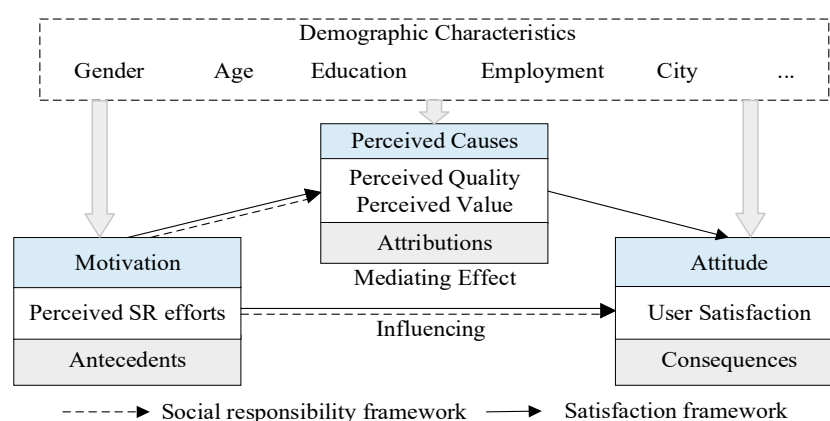 Demographic Characteristics
Gender Age Education Employment City ...
Perceived Causes
Perceived Quality
Perceived Value
Attributions
Mediating Effect
Motivation
Perceived SR efforts
Antecedents
Influencing
Attitude
User Satisfaction
Consequences
Social responsibility framework Satisfaction framework